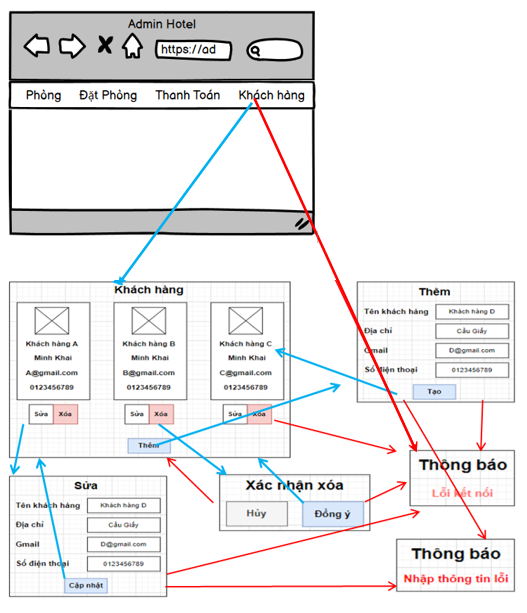 Admin Hotel
https://ad
Phòng Đặt Phòng Thanh Toán Khách hàng
Khách hàng
Khách hàng A
Minh Khai
A@gmail.com
0123456789
Sửa Xóa
Khách hàng B
Minh Khai
B@gmail.com
0123456789
Sửa Xóa
Khách hàng C
Minh Khai
C@gmail.com
0123456789
Sửa Xóa
Thêm
Thêm
Tên khách hàng Khách hàng D
Địa chỉ Cầu Giấy
Gmail D@gmail.com
Số điện thoại 0123456789
Tạo
Sửa
Tên khách hàng Khách hàng D
Địa chỉ Cầu Giấy
Gmail D@gmail.com
Số điện thoại 0123456789
Cập nhật
Xác nhận xóa
Hủy Đồng ý
Thông báo
Lỗi kết nối
Thông báo
Nhập thông tin lỗi